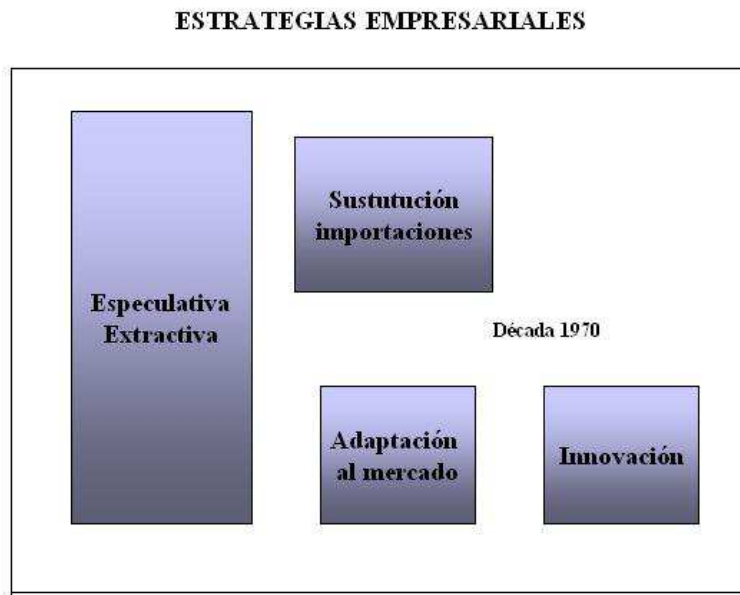 ESTRATEGIAS EMPRESARIALES
Sustutución
importaciones
Especulativa
Extractiva
Década 1970
Adaptación
al mercado
Innovación